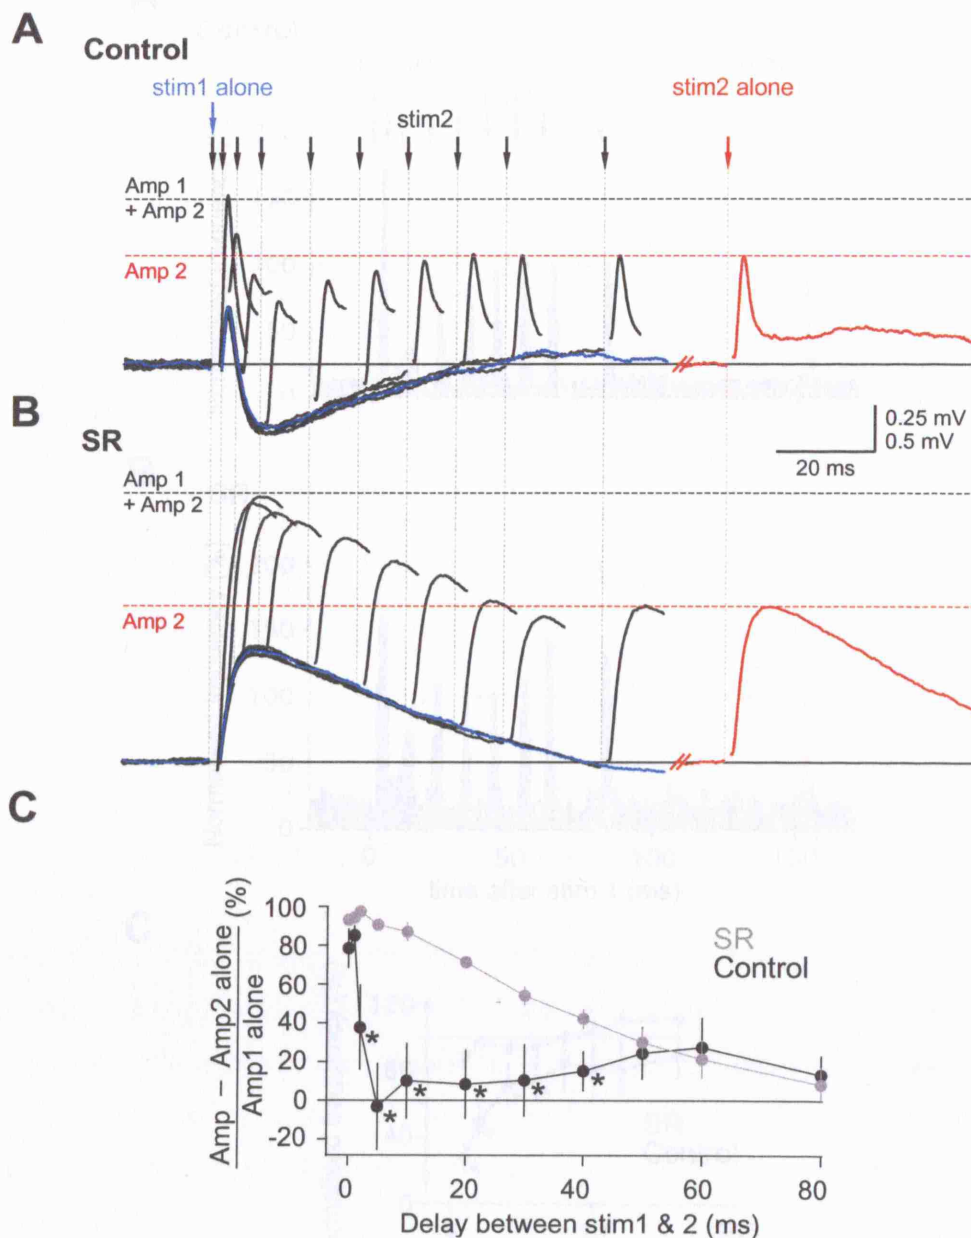 A
Control
stim1 alone
stim2 alone
stim2
Amp 1
+ Amp 2
Amp 2
B
SR
0.25 mV
0.5 mV
20 ms
Amp 1
+ Amp 2
Amp 2
C
Amp – Amp2 alone (%)
Amp1 alone
100
80
60
40
20
0
-20
SR
Control
*
*
*
*
*
*
0
20
40
60
80
Delay between stim1 & 2 (ms)